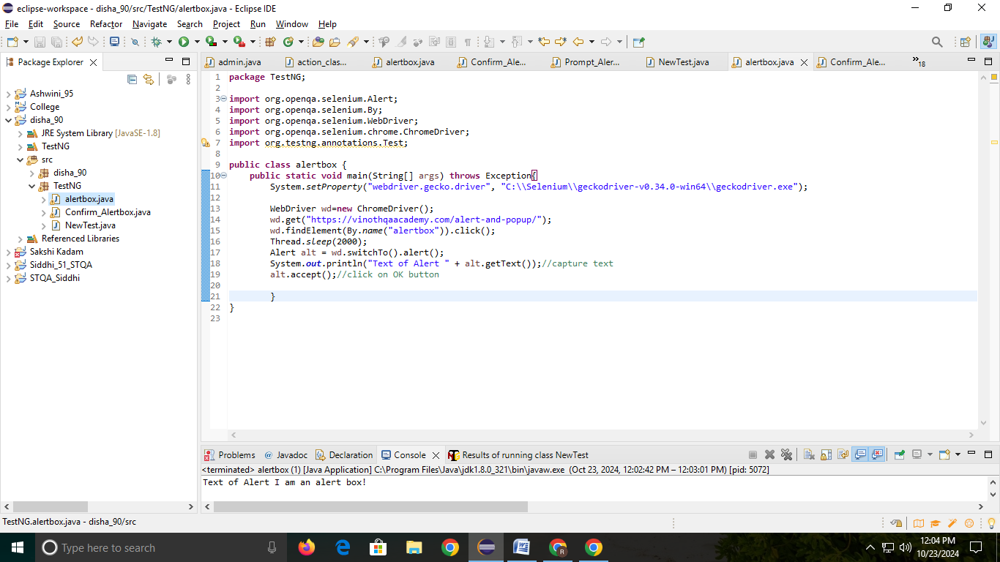 eclipse-workspace - disha_90/src/TestNG/alertbox.java - Eclipse IDE
File Edit Source Refactor Navigate Search Project Run Window Help
Package Explorer
admin.java action_clas... alertbox.java Confirm_Ale... Prompt_Aler... NewTest.java alertbox.java Confirm_Ale... »18
Ashwini_95
College
disha_90
JRE System Library [JavaSE-1.8]
TestNG
src
disha_90
TestNG
alertbox.java
Confirm_Alertbox.java
NewTest.java
Referenced Libraries
Sakshi Kadam
Siddhi_51_STQA
STQA_Siddhi
1 package TestNG;
2
3 import org.openqa.selenium.Alert;
4 import org.openqa.selenium.By;
5 import org.openqa.selenium.WebDriver;
6 import org.openqa.selenium.chrome.ChromeDriver;
7 import org.testng.annotations.Test;
8
9 public class alertbox {
10 public static void main(String[] args) throws Exception{
11 System.setProperty("webdriver.gecko.driver", "C:\\Selenium\\geckodriver-v0.34.0-win64\\geckodriver.exe");
12
13 WebDriver wd=new ChromeDriver();
14 wd.get("https://vinothqaacademy.com/alert-and-popup/");
15 wd.findElement(By.name("alertbox")).click();
16 Thread.sleep(2000);
17 Alert alt = wd.switchTo().alert();
18 System.out.println("Text of Alert " + alt.getText());//capture text
19 alt.accept();//click on OK button
20
21 }
22 }
23
Problems @ Javadoc Declaration Console Results of running class NewTest
<terminated> alertbox (1) [Java Application] C:\Program Files\Java\jdk1.8.0_321\bin\javaw.exe (Oct 23, 2024, 12:02:42 PM – 12:03:01 PM) [pid: 5072]
Text of Alert I am an alert box!
TestNG.alertbox.java - disha_90/src
Type here to search
12:04 PM
10/23/2024